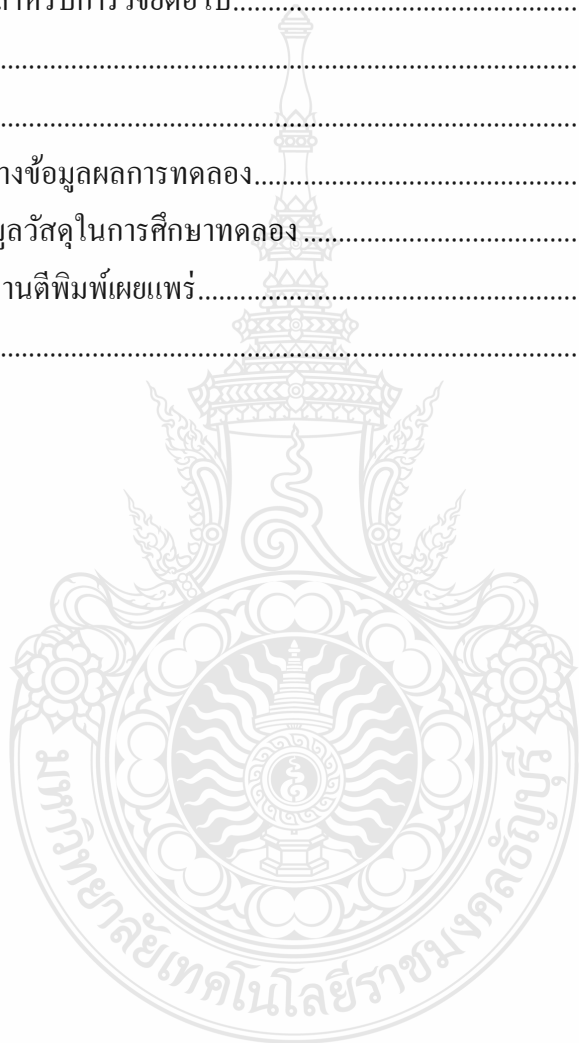 สำหรับการวิจัยต่อไป................................................
................................................................................
................................................................................
างข้อมูลผลการทดลอง.............................................
มูลวัสดุในการศึกษาทดลอง.......................................
านตีพิมพ์เผยแพร่....................................................
................................................................................
มหาวิทยาลัยเทคโนโลยีราชมงคลธัญบุรี